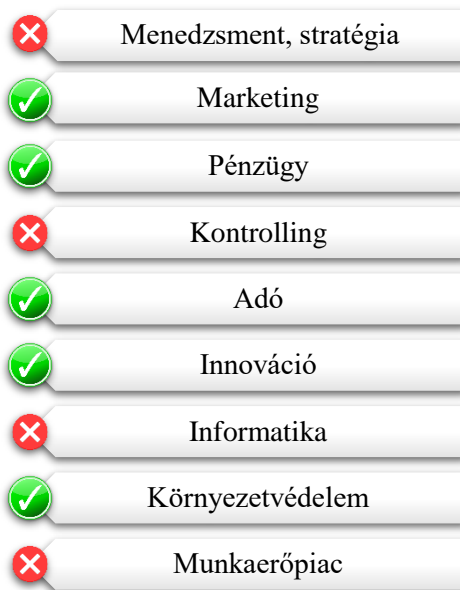 Menedzsment, stratégia
Marketing
Pénzügy
Kontrolling
Adó
Innováció
Informatika
Környezetvédelem
Munkaerőpiac